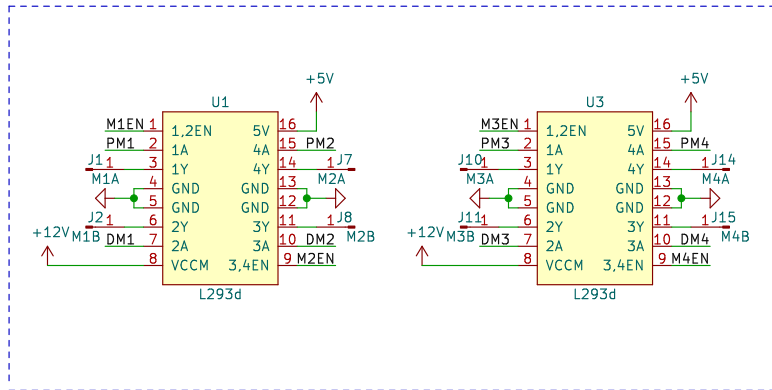 +5V
+5V
U1
U3
M1EN 1 1,2EN 5V 16
M3EN 1 1,2EN 5V 16
PM1 2 1A 4A 15 PM2
PM3 2 1A 4A 15 PM4
J1 1 3 1Y 4Y 14 1 J7
J10 1 3 1Y 4Y 14 1 J14
M1A M2A
M3A M4A
4 GND GND 13
4 GND GND 13
5 GND GND 12
5 GND GND 12
J2 1 6 2Y 3Y 11 1 J8
J11 1 6 2Y 3Y 11 1 J15
+12V M1B M2B
+12V M3B M4B
DM1 7 2A 3A 10 DM2
DM3 7 2A 3A 10 DM4
8 VCCM 3,4EN 9 M2EN
8 VCCM 3,4EN 9 M4EN
L293d
L293d